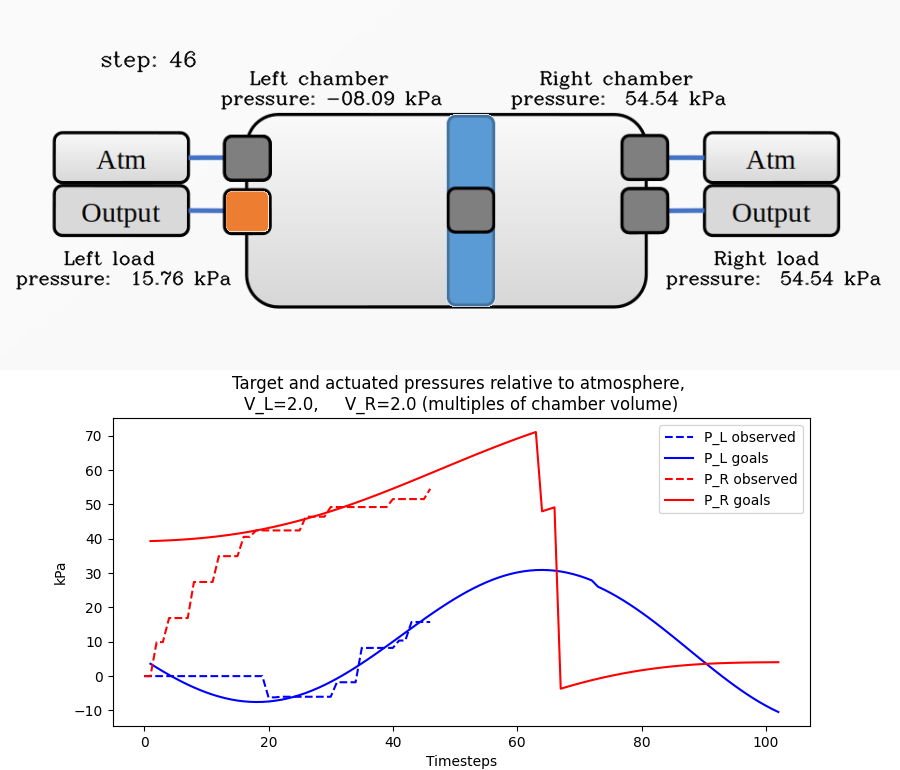 step: 46
Left chamber
pressure: −08.09 kPa
Right chamber
pressure: 54.54 kPa
Atm
Output
Atm
Output
Left load
pressure: 15.76 kPa
Right load
pressure: 54.54 kPa
Target and actuated pressures relative to atmosphere,
V_L=2.0, V_R=2.0 (multiples of chamber volume)
P_L observed
P_L goals
P_R observed
P_R goals
70
60
50
40
30
20
10
0
−10
kPa
0 20 40 60 80 100
Timesteps